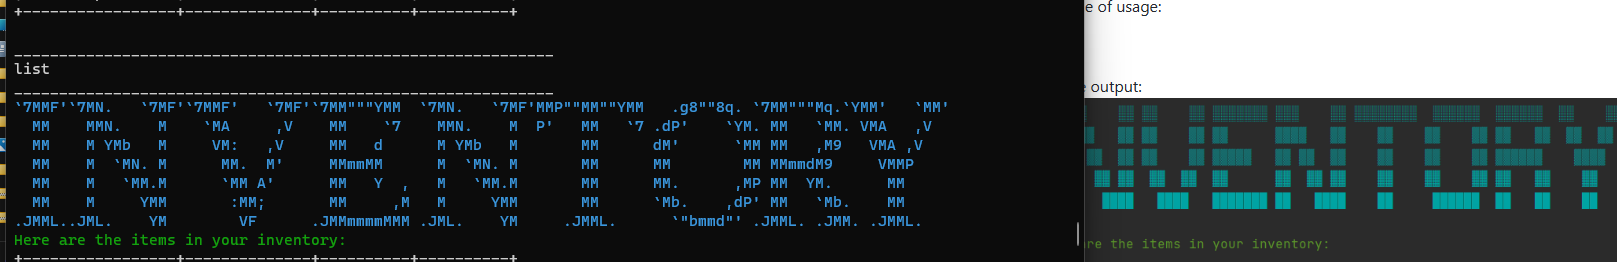 +-----------------+--------------+----------+----------+
___________________________________________________________
list
___________________________________________________________
`7MMF'`7MN.   `7MF'`7MMF'   `7MF'`7MM"""YMM  `7MN.   `7MF'MMP""MM""YMM   .g8""8q. `7MM"""Mq.`YMM'   `MM'
  MM    MMN.    M    `MA     ,V    MM    `7    MMN.    M  P'   MM   `7 .dP'    `YM. MM   `MM. VMA   ,V
  MM    M YMb   M     VM:   ,V     MM   d      M YMb   M       MM      dM'      `MM MM   ,M9   VMA ,V
  MM    M  `MN. M      MM.  M'     MMmmMM      M  `MN. M       MM      MM        MM MMmmdM9     VMMP
  MM    M   `MM.M      `MM A'      MM   Y  ,   M   `MM.M       MM      MM.      ,MP MM  YM.      MM
  MM    M     YMM       :MM;       MM     ,M   M     YMM       MM      `Mb.    ,dP' MM   `Mb.    MM
.JMML..JML.    YM        VF      .JMMmmmmMMM .JML.    YM     .JMML.      `"bmmd"' .JMML. .JMM. .JMML.
Here are the items in your inventory:
+-----------------+--------------+----------+----------+
e of usage:
output:
are the items in your inventory: